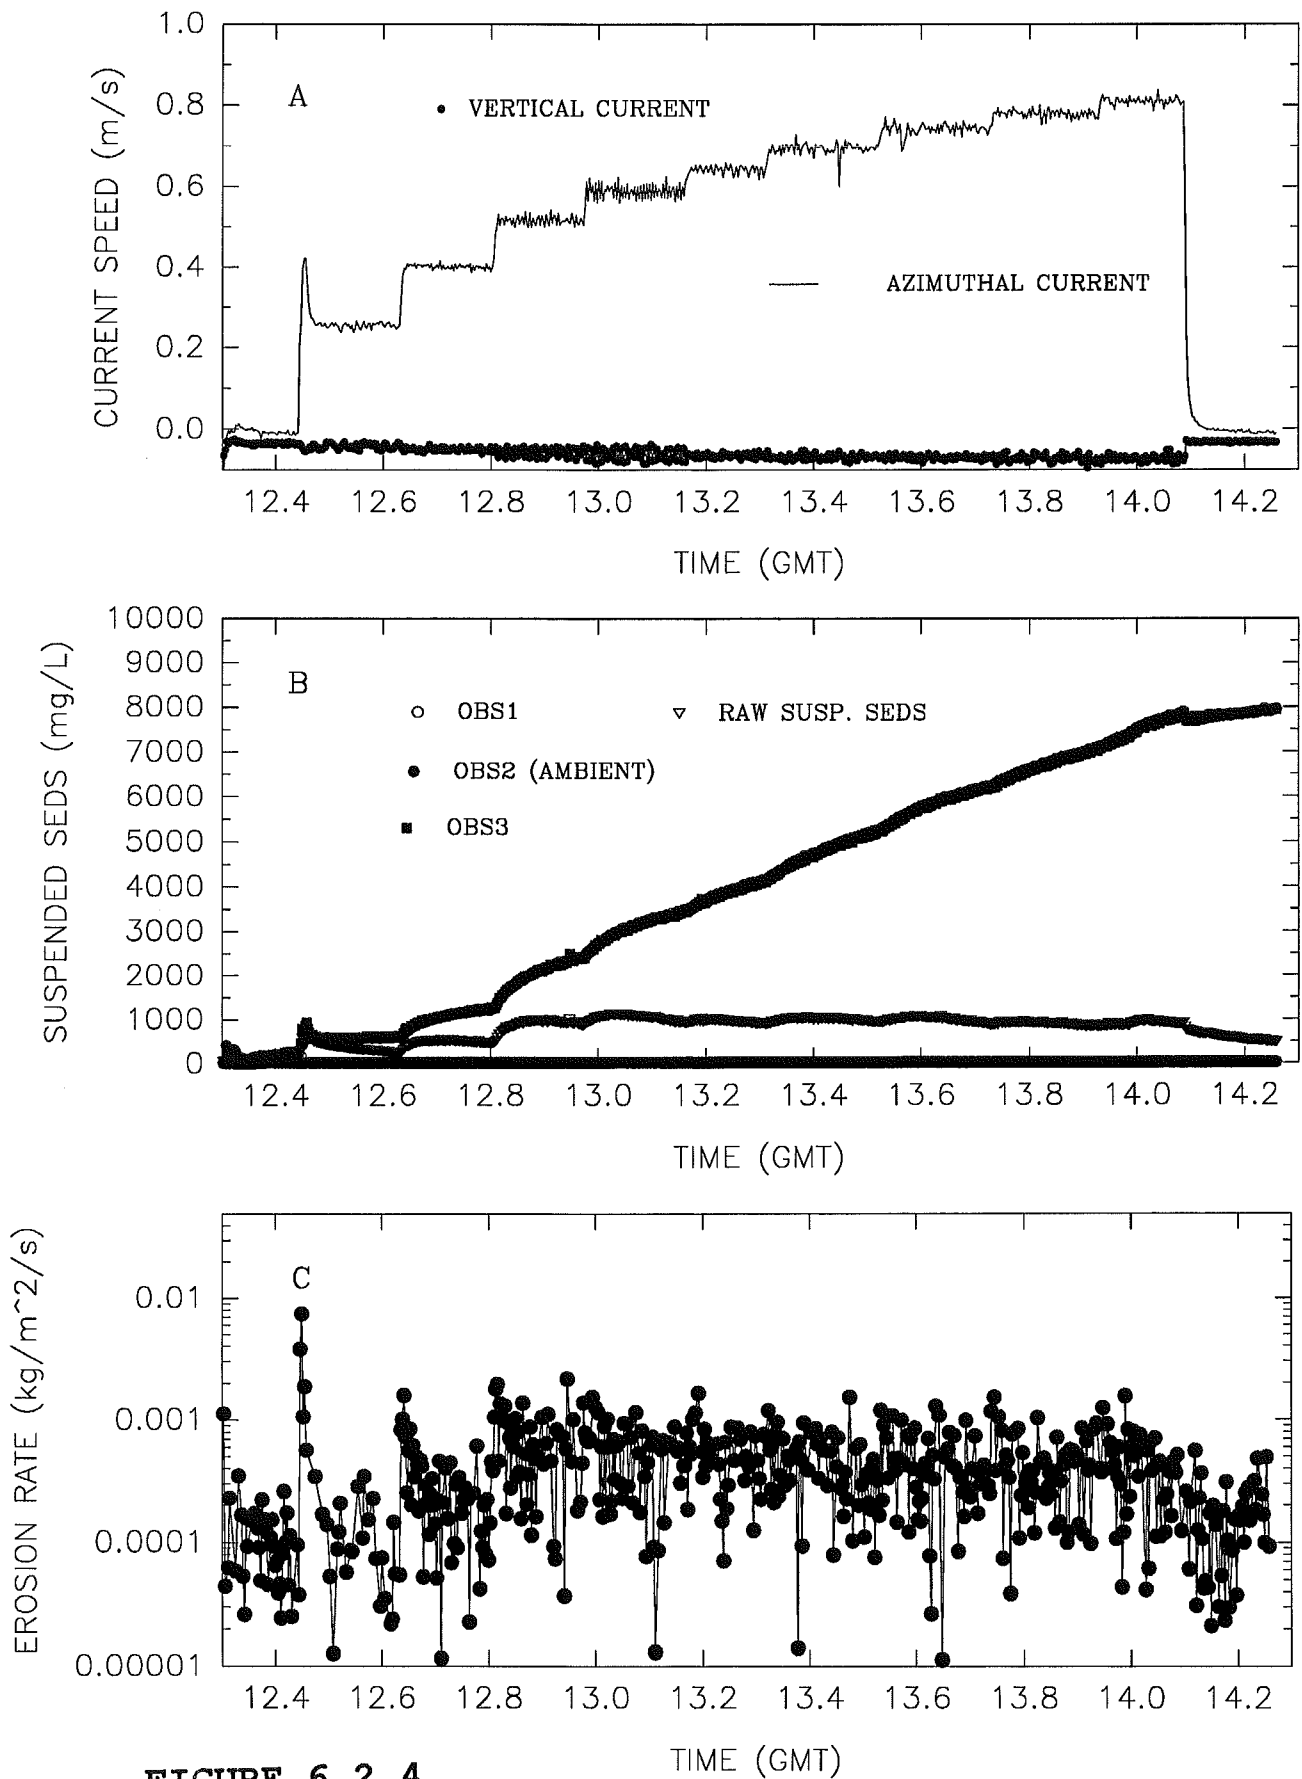 1.0
0.8
0.6
0.4
0.2
0.0
CURRENT SPEED (m/s)
A
VERTICAL CURRENT
AZIMUTHAL CURRENT
12.4 12.6 12.8 13.0 13.2 13.4 13.6 13.8 14.0 14.2
TIME (GMT)
10000
9000
8000
7000
6000
5000
4000
3000
2000
1000
0
SUSPENDED SEDS (mg/L)
B
OBS1
RAW SUSP. SEDS
OBS2 (AMBIENT)
OBS3
12.4 12.6 12.8 13.0 13.2 13.4 13.6 13.8 14.0 14.2
TIME (GMT)
0.01
0.001
0.0001
0.00001
EROSION RATE (kg/m^2/s)
C
12.4 12.6 12.8 13.0 13.2 13.4 13.6 13.8 14.0 14.2
TIME (GMT)
FIGURE 6.2.4